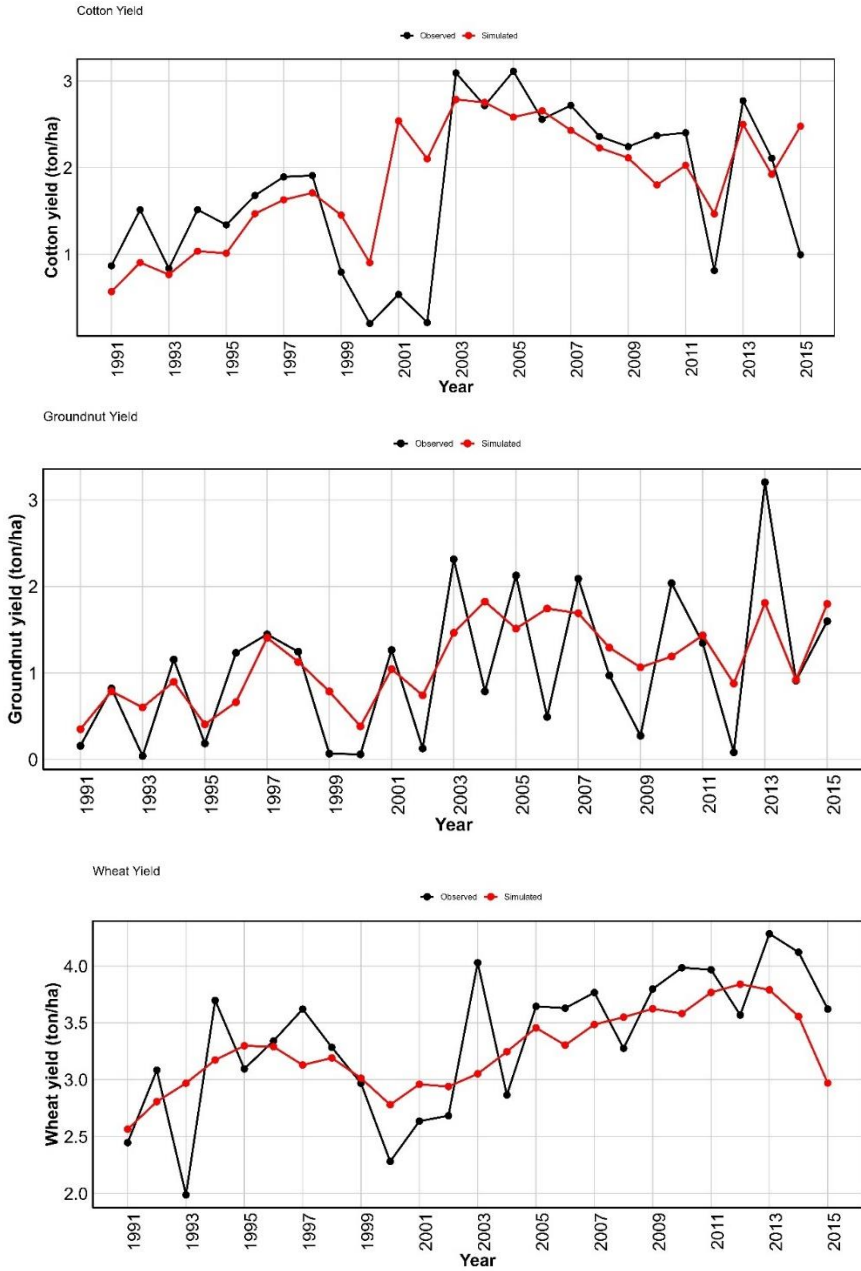 Cotton Yield
Observed Simulated
Cotton yield (ton/ha)
3
2
1
1991 1993 1995 1997 1999 2001 2003 2005 2007 2009 2011 2013 2015
Year
Groundnut Yield
Observed Simulated
Groundnut yield (ton/ha)
3
2
1
0
1991 1993 1995 1997 1999 2001 2003 2005 2007 2009 2011 2013 2015
Year
Wheat Yield
Observed Simulated
Wheat yield (ton/ha)
4.0
3.5
3.0
2.5
2.0
1991 1993 1995 1997 1999 2001 2003 2005 2007 2009 2011 2013 2015
Year